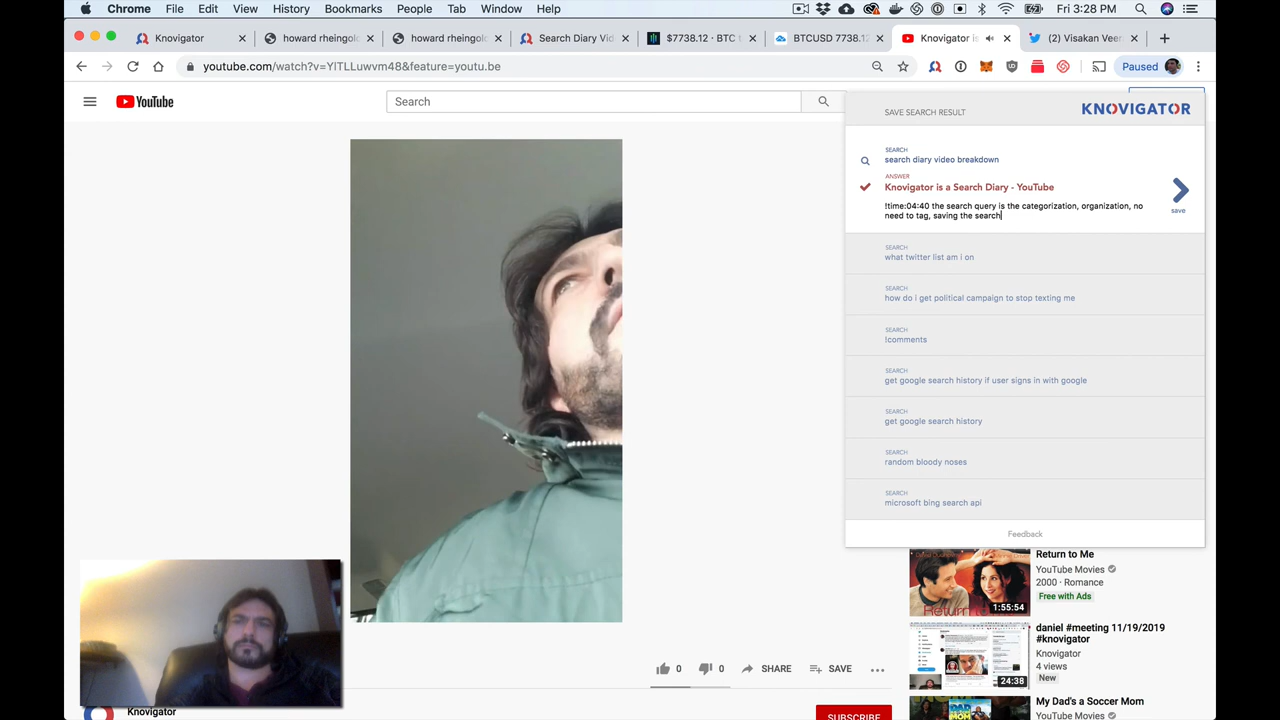 Chrome File Edit View History Bookmarks People Tab Window Help Fri 3:28 PM
Knovigator howard rheingold howard rheingold Search Diary Vid $7738.12 · BTC BTCUSD 7738.12 Knovigator is (2) Visakan Veer
youtube.com/watch?v=YlTLLuwvm48&feature=youtu.be Paused
YouTube Search
SAVE SEARCH RESULT KNOVIGATOR
SEARCH
search diary video breakdown
ANSWER
Knovigator is a Search Diary - YouTube
!time:04:40 the search query is the categorization, organization, no
need to tag, saving the search
save
SEARCH
what twitter list am i on
SEARCH
how do i get political campaign to stop texting me
SEARCH
!comments
SEARCH
get google search history if user signs in with google
SEARCH
get google search history
SEARCH
random bloody noses
SEARCH
microsoft bing search api
Feedback
Return to Me
YouTube Movies
2000 · Romance
Free with Ads
1:55:54
daniel #meeting 11/19/2019
#knovigator
Knovigator
4 views
New
24:38
My Dad's a Soccer Mom
YouTube Movies
0 0 SHARE SAVE
Knovigator
SUBSCRIBE